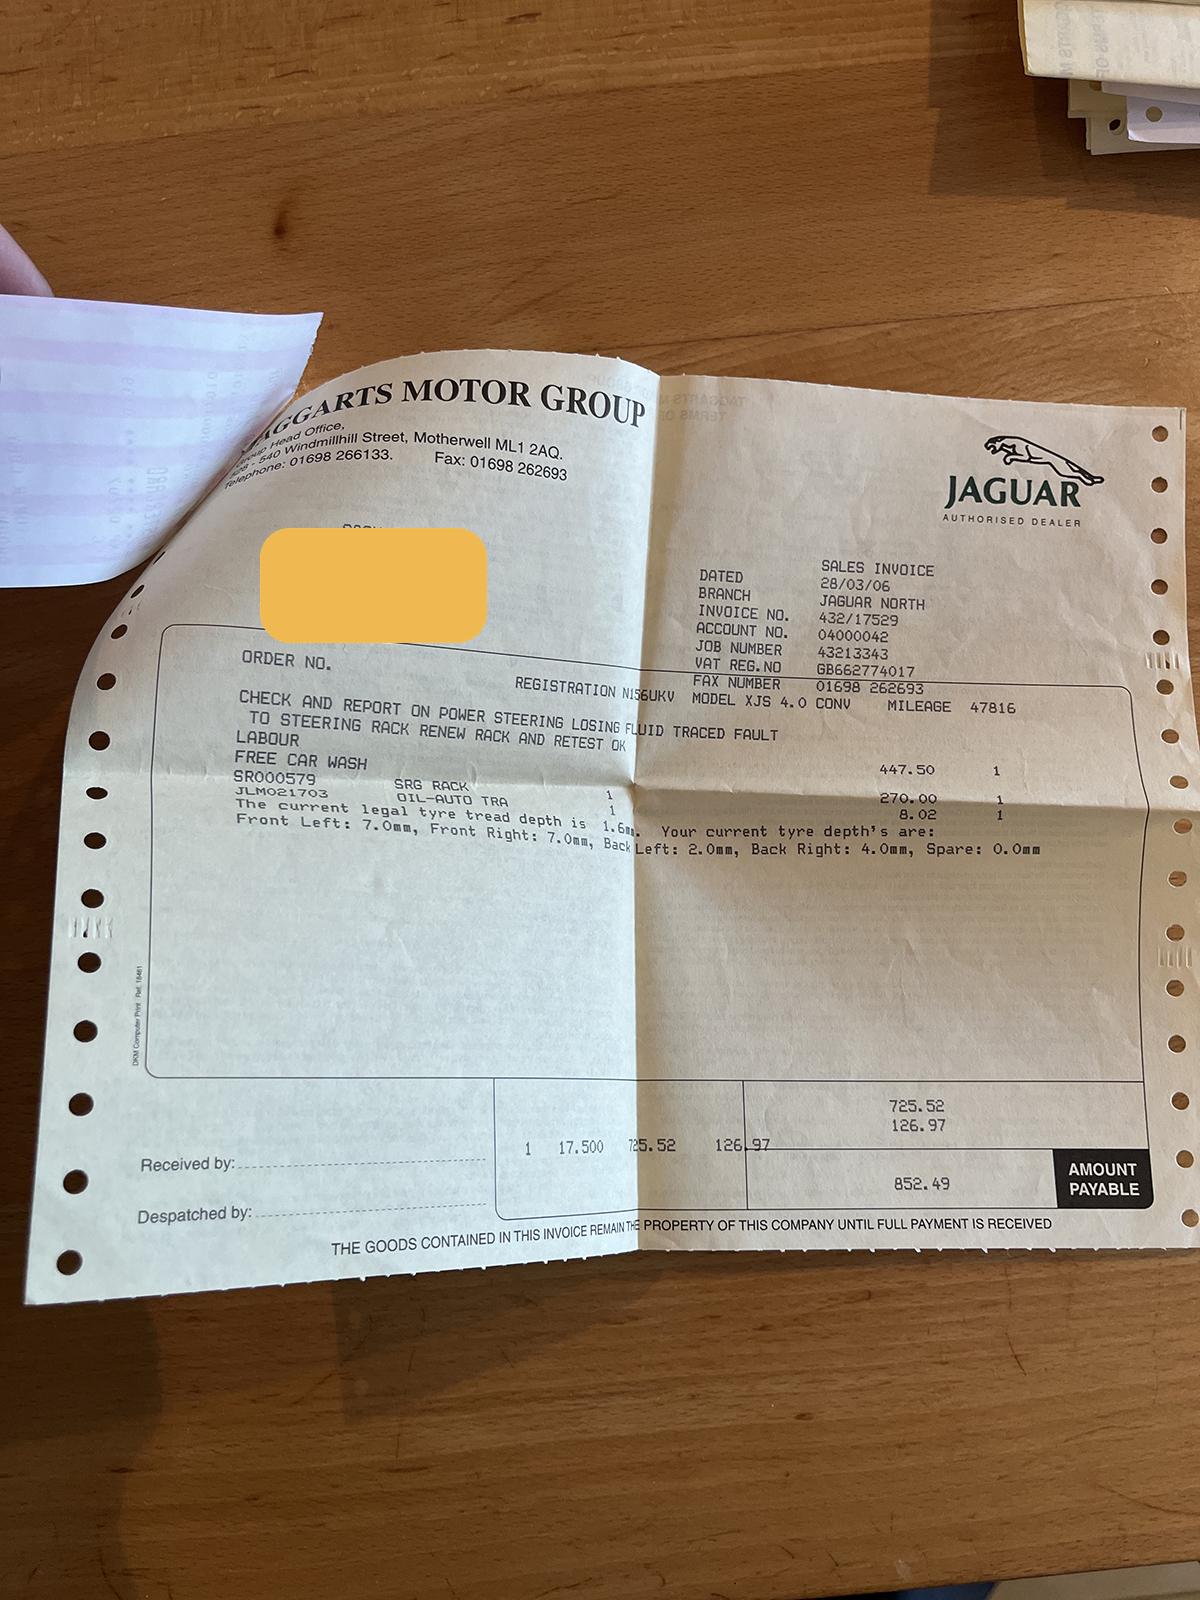 TAGGARTS MOTOR GROUP
Group Head Office,
528 - 540 Windmillhill Street, Motherwell ML1 2AQ.
Telephone: 01698 266133. Fax: 01698 262693
JAGUAR
AUTHORISED DEALER
SALES INVOICE
DATED 28/03/06
BRANCH JAGUAR NORTH
INVOICE NO. 432/17529
ACCOUNT NO. 04000042
JOB NUMBER 43213343
VAT REG.NO GB662774017
FAX NUMBER 01698 262693
ORDER NO.
REGISTRATION N156UKV MODEL XJS 4.0 CONV MILEAGE 47816
CHECK AND REPORT ON POWER STEERING LOSING FLUID TRACED FAULT
TO STEERING RACK RENEW RACK AND RETEST OK
LABOUR 447.50 1
FREE CAR WASH
SR000579 SRG RACK 1 270.00 1
JLM021703 OIL-AUTO TRA 1 8.02 1
The current legal tyre tread depth is 1.6mm. Your current tyre depth's are:
Front Left: 7.0mm, Front Right: 7.0mm, Back Left: 2.0mm, Back Right: 4.0mm, Spare: 0.0mm
DKM Computer Print Ref. 18461
725.52
126.97
1 17.500 725.52 126.97
Received by:
852.49
AMOUNT
PAYABLE
Despatched by:
THE GOODS CONTAINED IN THIS INVOICE REMAIN THE PROPERTY OF THIS COMPANY UNTIL FULL PAYMENT IS RECEIVED